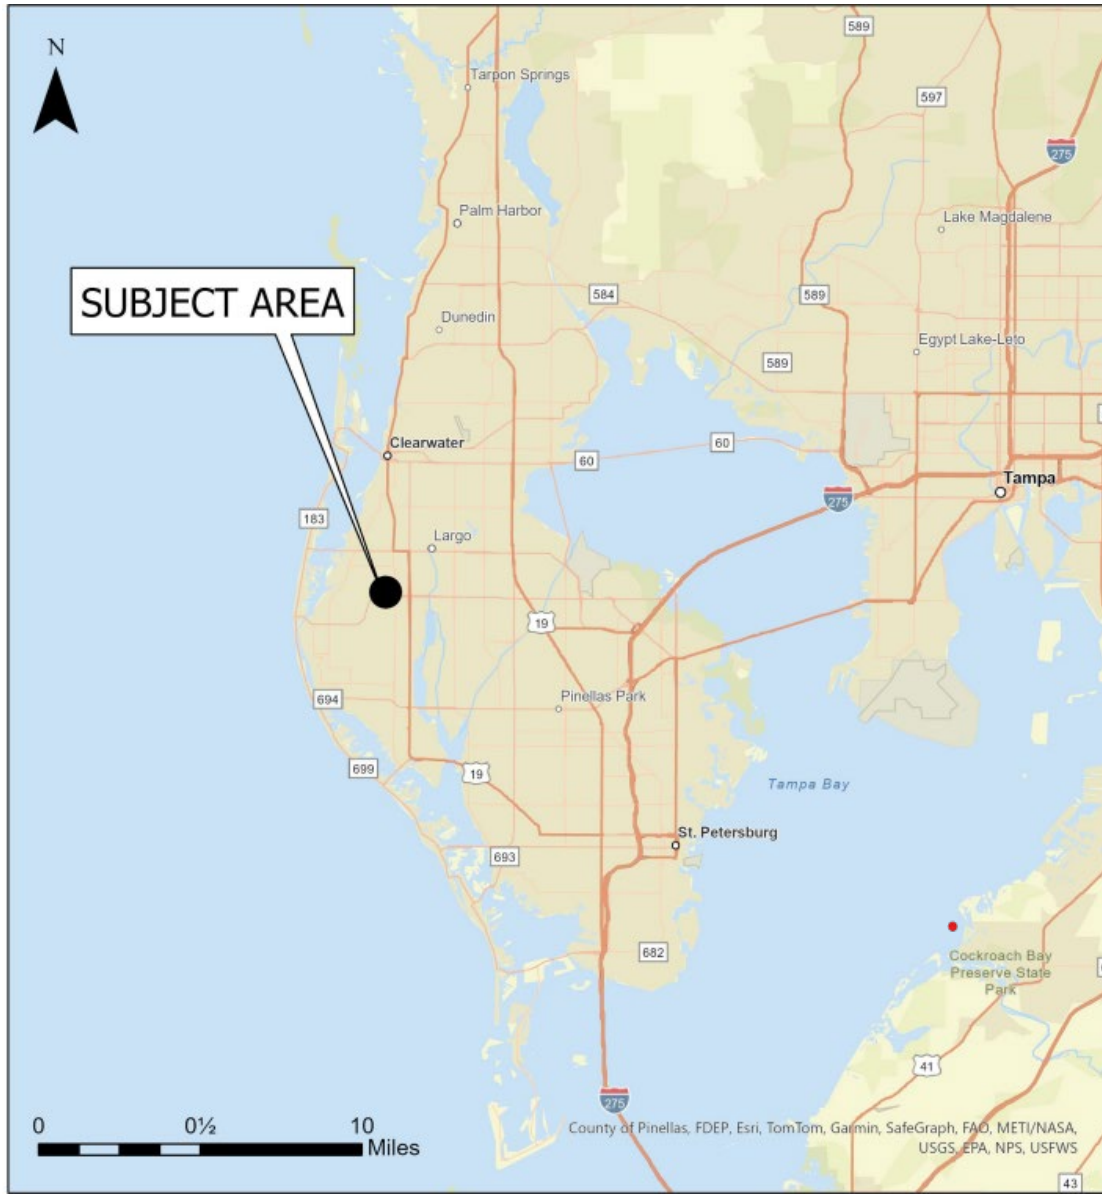 N
589
Tarpon Springs
597
275
Palm Harbor
Lake Magdalene
SUBJECT AREA
584
589
Dunedin
Egypt Lake-Leto
589
Clearwater
60
60
Tampa
275
183
Largo
19
694
Pinellas Park
699
19
Tampa Bay
St. Petersburg
693
682
Cockroach Bay
Preserve State
Park
41
275
0
0½
10
Miles
County of Pinellas, FDEP, Esri, TomTom, Garmin, SafeGraph, FAO, METI/NASA,
USGS, EPA, NPS, USFWS
43